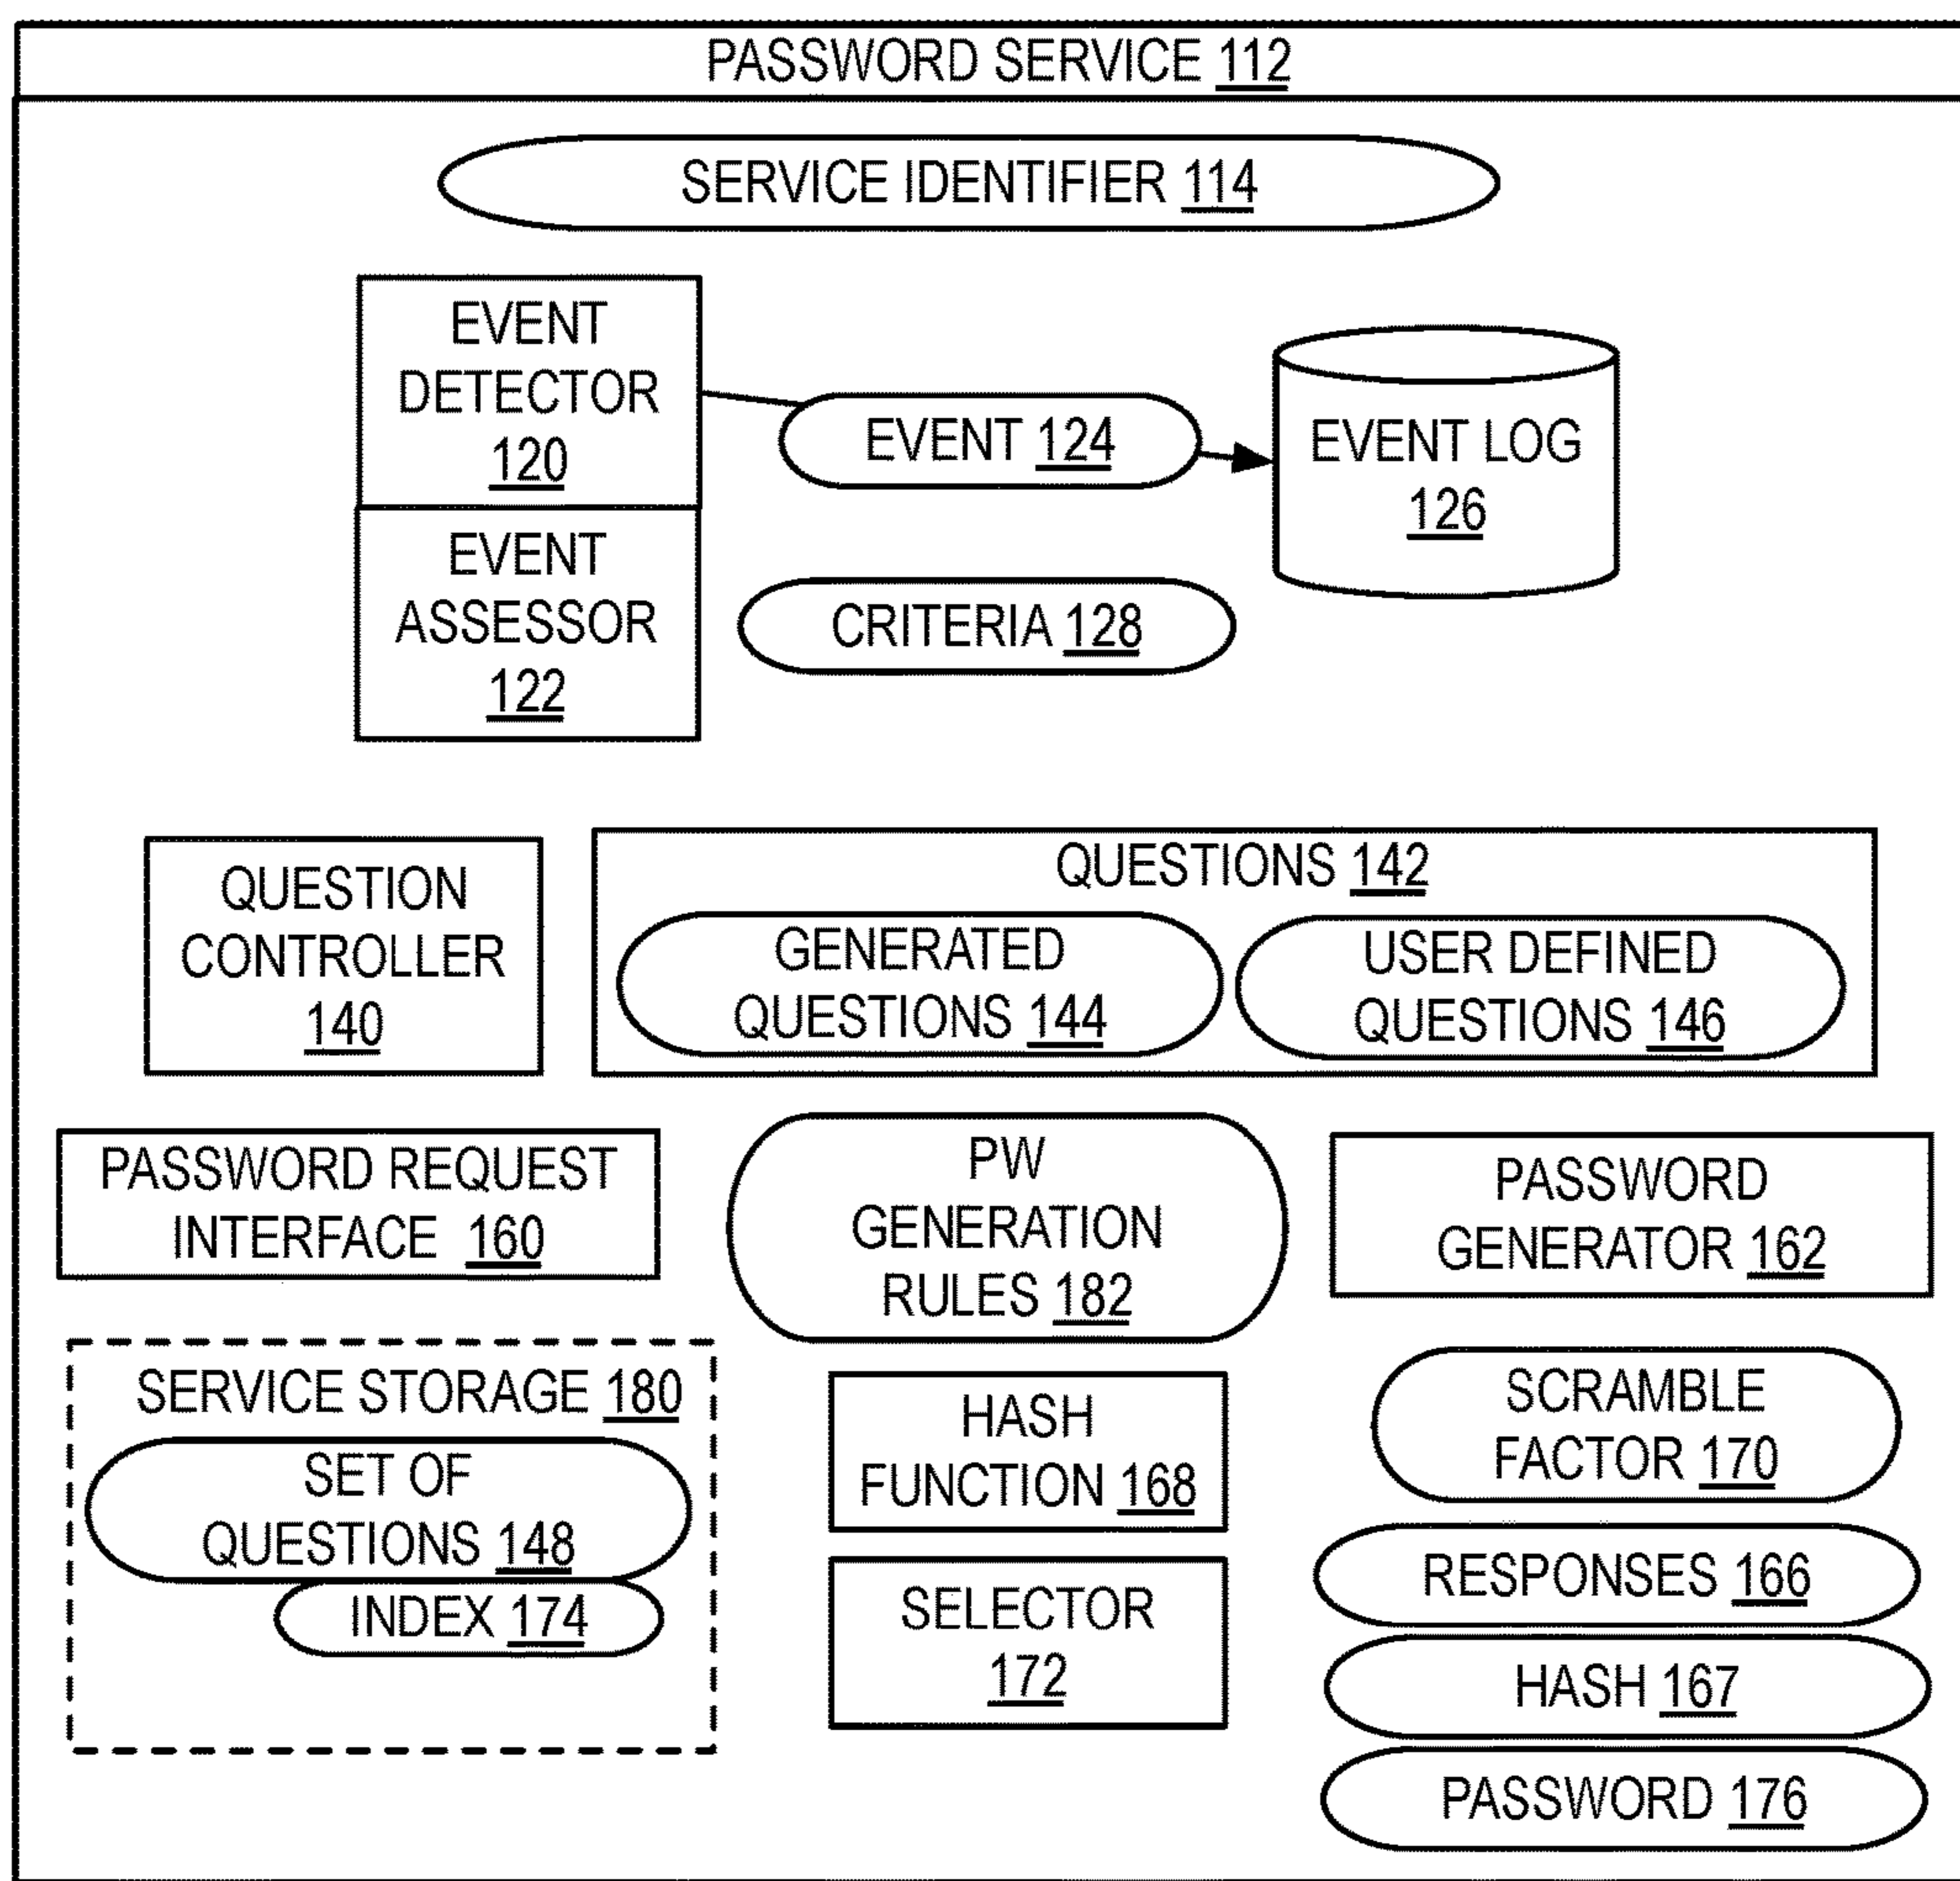 PASSWORD SERVICE 112
SERVICE IDENTIFIER 114
EVENT
DETECTOR
120
EVENT 124
EVENT LOG
126
EVENT
ASSESSOR
122
CRITERIA 128
QUESTION
CONTROLLER
140
QUESTIONS 142
GENERATED
QUESTIONS 144
USER DEFINED
QUESTIONS 146
PASSWORD REQUEST
INTERFACE 160
PW
GENERATION
RULES 182
PASSWORD
GENERATOR 162
SERVICE STORAGE 180
SET OF
QUESTIONS 148
INDEX 174
HASH
FUNCTION 168
SELECTOR
172
SCRAMBLE
FACTOR 170
RESPONSES 166
HASH 167
PASSWORD 176